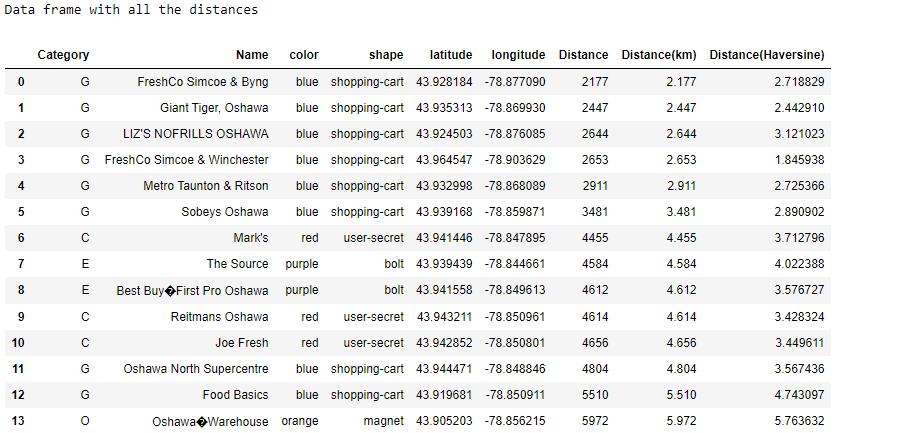 Data frame with all the distances
Category Name color shape latitude longitude Distance Distance(km) Distance(Haversine)
0 G FreshCo Simcoe & Byng blue shopping-cart 43.928184 -78.877090 2177 2.177 2.718829
1 G Giant Tiger, Oshawa blue shopping-cart 43.935313 -78.869930 2447 2.447 2.442910
2 G LIZ'S NOFRILLS OSHAWA blue shopping-cart 43.924503 -78.876085 2644 2.644 3.121023
3 G FreshCo Simcoe & Winchester blue shopping-cart 43.964547 -78.903629 2653 2.653 1.845938
4 G Metro Taunton & Ritson blue shopping-cart 43.932998 -78.868089 2911 2.911 2.725366
5 G Sobeys Oshawa blue shopping-cart 43.939168 -78.859871 3481 3.481 2.890902
6 C Mark's red user-secret 43.941446 -78.847895 4455 4.455 3.712796
7 E The Source purple bolt 43.939439 -78.844661 4584 4.584 4.022388
8 E Best Buy�First Pro Oshawa purple bolt 43.941558 -78.849613 4612 4.612 3.576727
9 C Reitmans Oshawa red user-secret 43.943211 -78.850961 4614 4.614 3.428324
10 C Joe Fresh red user-secret 43.942852 -78.850801 4656 4.656 3.449611
11 G Oshawa North Supercentre blue shopping-cart 43.944471 -78.848846 4804 4.804 3.567436
12 G Food Basics blue shopping-cart 43.919681 -78.850911 5510 5.510 4.743097
13 O Oshawa�Warehouse orange magnet 43.905203 -78.856215 5972 5.972 5.763632